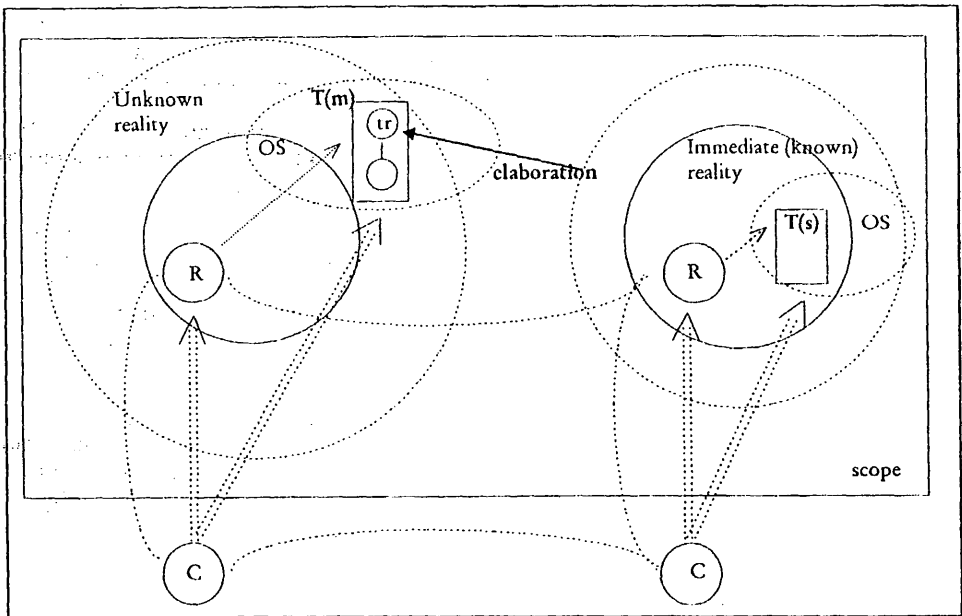 Unknown
reality
T(m)
tr
OS
elaboration
R
Immediate (known)
reality
T(s)
OS
R
scope
C
C